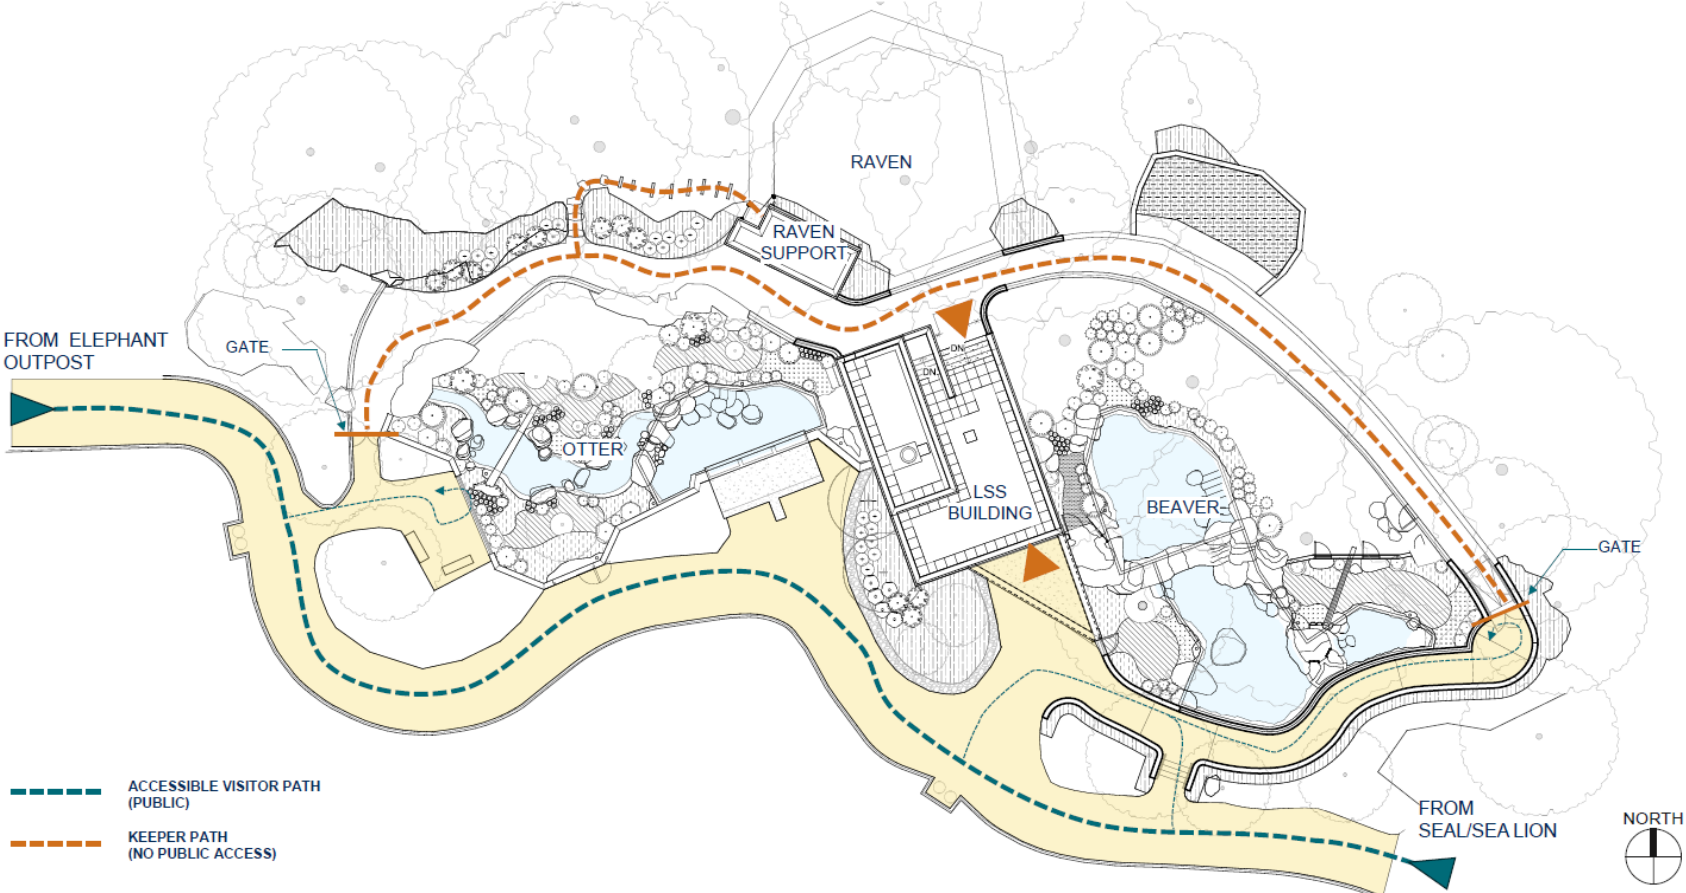 RAVEN
RAVEN
SUPPORT
FROM ELEPHANT
OUTPOST
GATE
DN.
DN.
OTTER
LSS
BUILDING
BEAVER
GATE
ACCESSIBLE VISITOR PATH
(PUBLIC)
KEEPER PATH
(NO PUBLIC ACCESS)
FROM
SEAL/SEA LION
NORTH